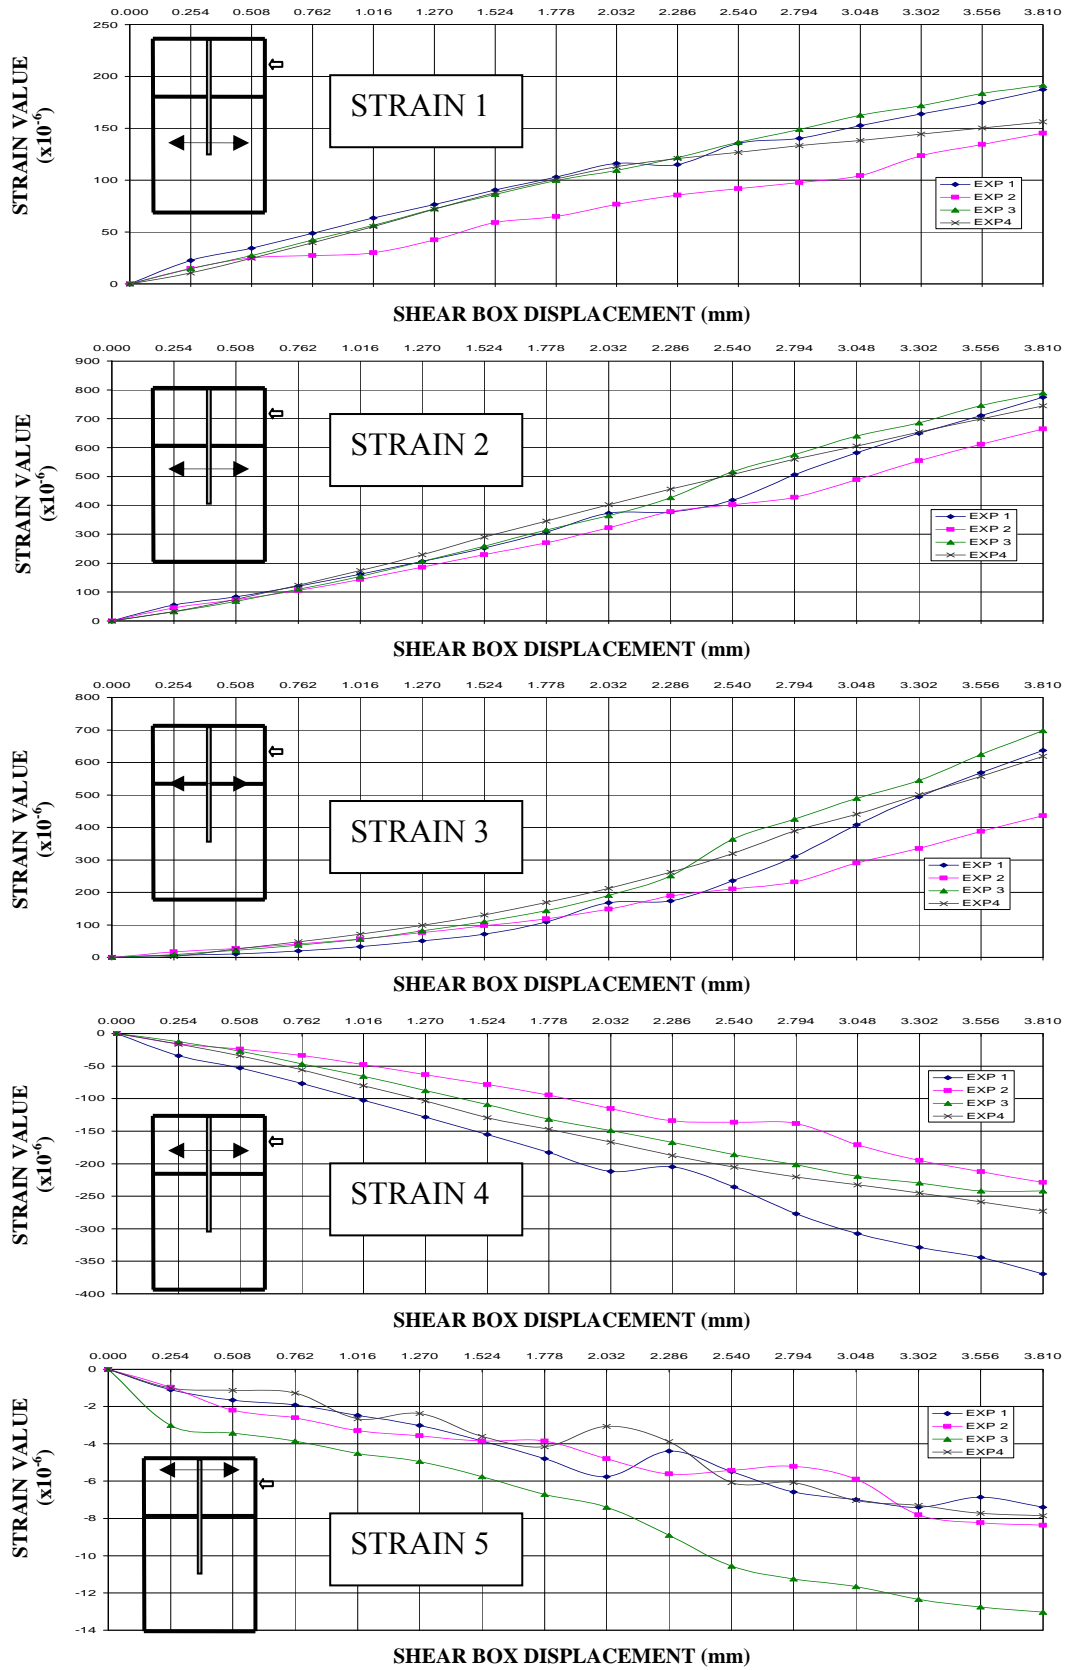 0.000 0.254 0.508 0.762 1.016 1.270 1.524 1.778 2.032 2.286 2.540 2.794 3.048 3.302 3.556 3.810
250
200
150
100
50
0
STRAIN VALUE
(x10⁻⁶)
STRAIN 1
EXP 1
EXP 2
EXP 3
EXP4
SHEAR BOX DISPLACEMENT (mm)
0.000 0.254 0.508 0.762 1.016 1.270 1.524 1.778 2.032 2.286 2.540 2.794 3.048 3.302 3.556 3.810
900
800
700
600
500
400
300
200
100
0
STRAIN VALUE
(x10⁻⁶)
STRAIN 2
EXP 1
EXP 2
EXP 3
EXP4
SHEAR BOX DISPLACEMENT (mm)
0.000 0.254 0.508 0.762 1.016 1.270 1.524 1.778 2.032 2.286 2.540 2.794 3.048 3.302 3.556 3.810
800
700
600
500
400
300
200
100
0
STRAIN VALUE
(x10⁻⁶)
STRAIN 3
EXP 1
EXP 2
EXP 3
EXP4
SHEAR BOX DISPLACEMENT (mm)
0.000 0.254 0.508 0.762 1.016 1.270 1.524 1.778 2.032 2.286 2.540 2.794 3.048 3.302 3.556 3.810
0
-50
-100
-150
-200
-250
-300
-350
-400
STRAIN VALUE
(x10⁻⁶)
STRAIN 4
EXP 1
EXP 2
EXP 3
EXP4
SHEAR BOX DISPLACEMENT (mm)
0.000 0.254 0.508 0.762 1.016 1.270 1.524 1.778 2.032 2.286 2.540 2.794 3.048 3.302 3.556 3.810
0
-2
-4
-6
-8
-10
-12
-14
STRAIN VALUE
(x10⁻⁶)
STRAIN 5
EXP 1
EXP 2
EXP 3
EXP4
SHEAR BOX DISPLACEMENT (mm)